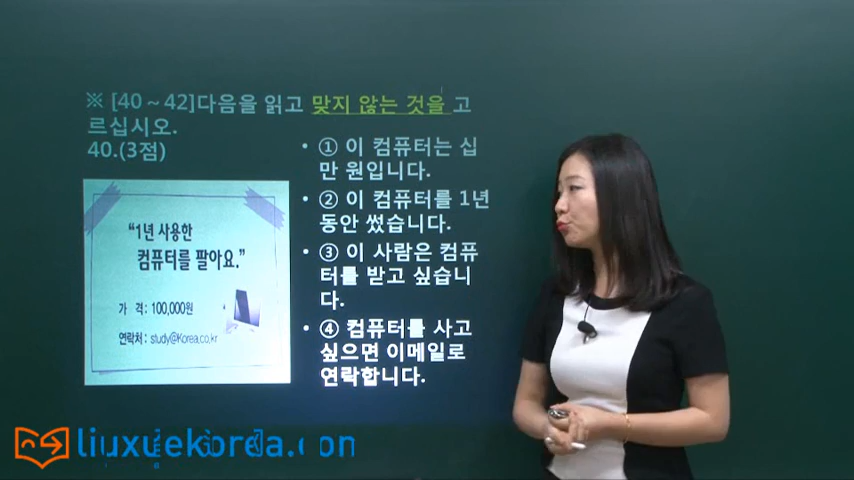 ※ [40～42]다음을 읽고 맞지 않는 것을 고
르십시오.
40.(3점)
“1년 사용한
컴퓨터를 팔아요.”
가 격: 100,000원
연락처: study@Korea.co.kr
• ① 이 컴퓨터는 십
만 원입니다.
• ② 이 컴퓨터를 1년
동안 썼습니다.
• ③ 이 사람은 컴퓨
터를 받고 싶습니
다.
• ④ 컴퓨터를 사고
싶으면 이메일로
연락합니다.
liuxuekorea.com